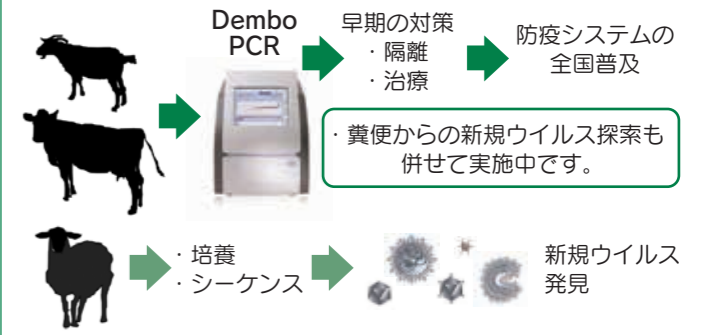 Dembo
PCR
早期の対策
・隔離
・治療
防疫システムの
全国普及
・糞便からの新規ウイルス探索も
併せて実施中です。
・培養
・シーケンス
新規ウイルス
発見